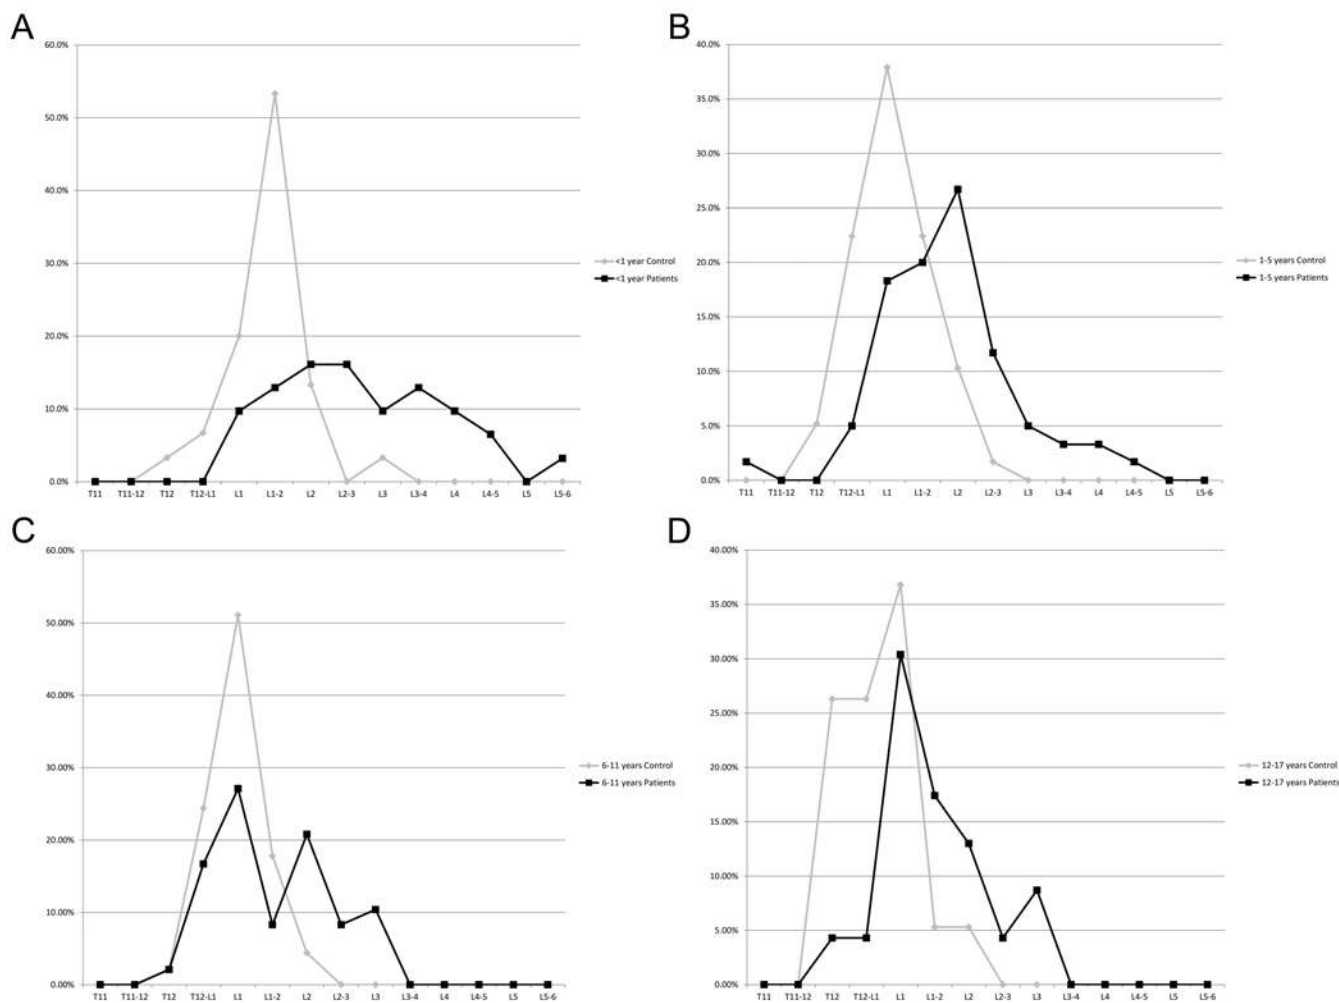 A
60.0%
50.0%
40.0%
30.0%
20.0%
10.0%
0.0%
T11 T11-12 T12 T12-L1 L1 L1-2 L2 L2-3 L3 L3-4 L4 L4-5 L5 L5-6
<1 year Control
<1 year Patients
B
40.0%
35.0%
30.0%
25.0%
20.0%
15.0%
10.0%
5.0%
0.0%
T11 T11-12 T12 T12-L1 L1 L1-2 L2 L2-3 L3 L3-4 L4 L4-5 L5 L5-6
1-5 years Control
1-5 years Patients
C
60.00%
50.00%
40.00%
30.00%
20.00%
10.00%
0.00%
T11 T11-12 T12 T12-L1 L1 L1-2 L2 L2-3 L3 L3-4 L4 L4-5 L5 L5-6
6-11 years Control
6-11 years Patients
D
40.00%
35.00%
30.00%
25.00%
20.00%
15.00%
10.00%
5.00%
0.00%
T11 T11-12 T12 T12-L1 L1 L1-2 L2 L2-3 L3 L3-4 L4 L4-5 L5 L5-6
12-17 years Control
12-17 years Patients